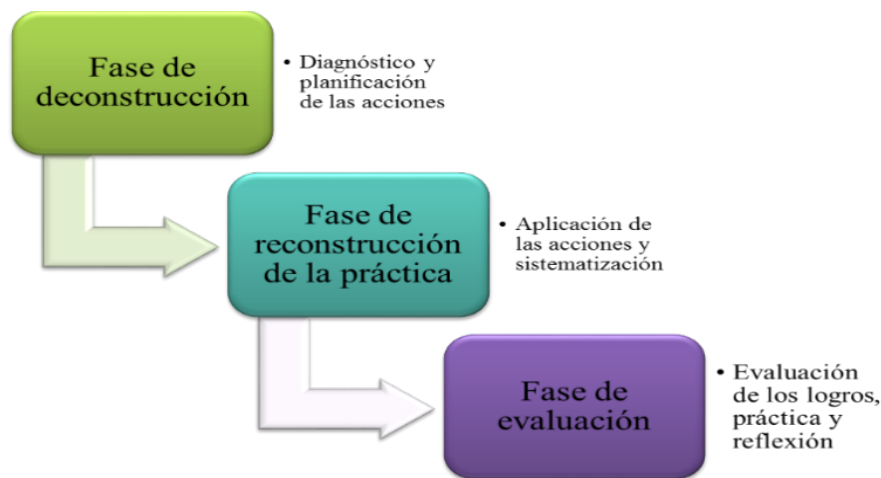 Fase de
deconstrucción
• Diagnóstico y
planificación
de las acciones
Fase de
reconstrucción
de la práctica
• Aplicación de
las acciones y
sistematización
Fase de
evaluación
• Evaluación
de los logros,
práctica y
reflexión